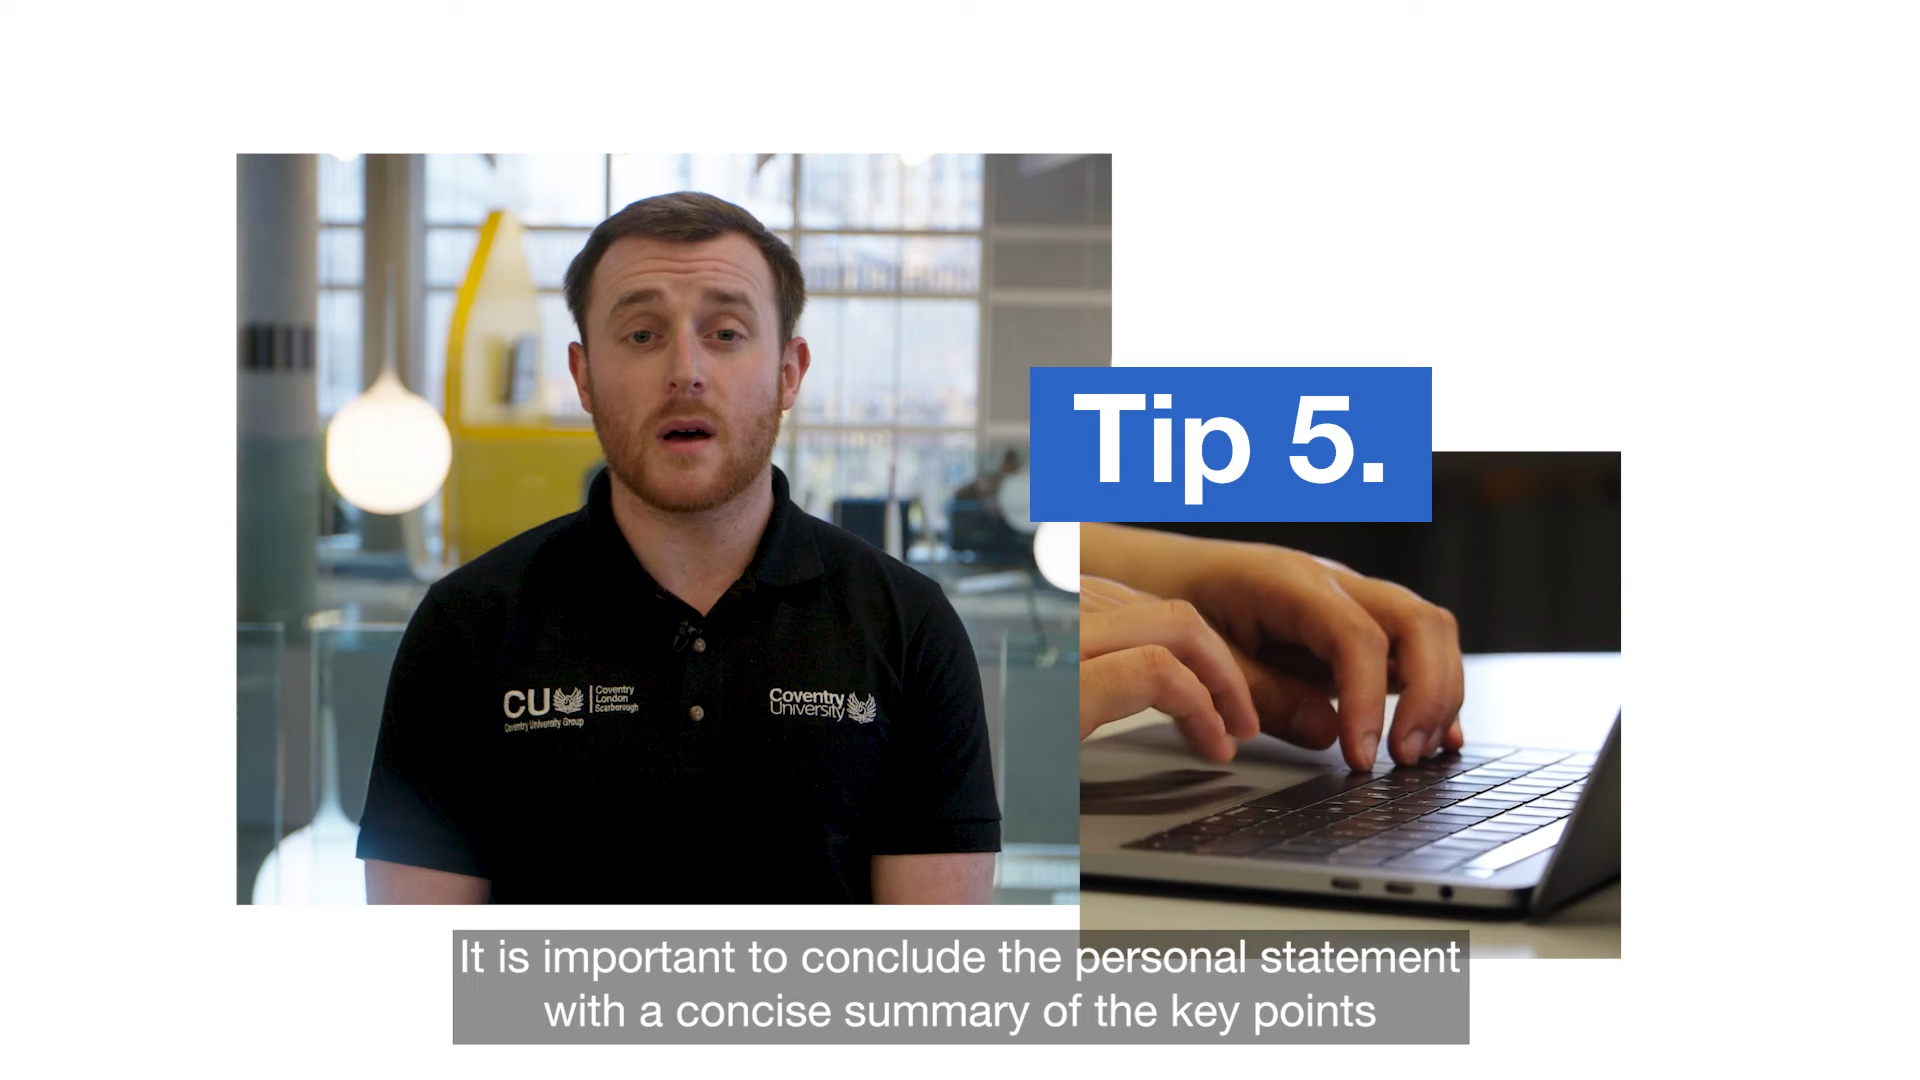 Tip 5.
CU
Coventry
London
Scarborough
Coventry University Group
Coventry
University
It is important to conclude the personal statement
with a concise summary of the key points